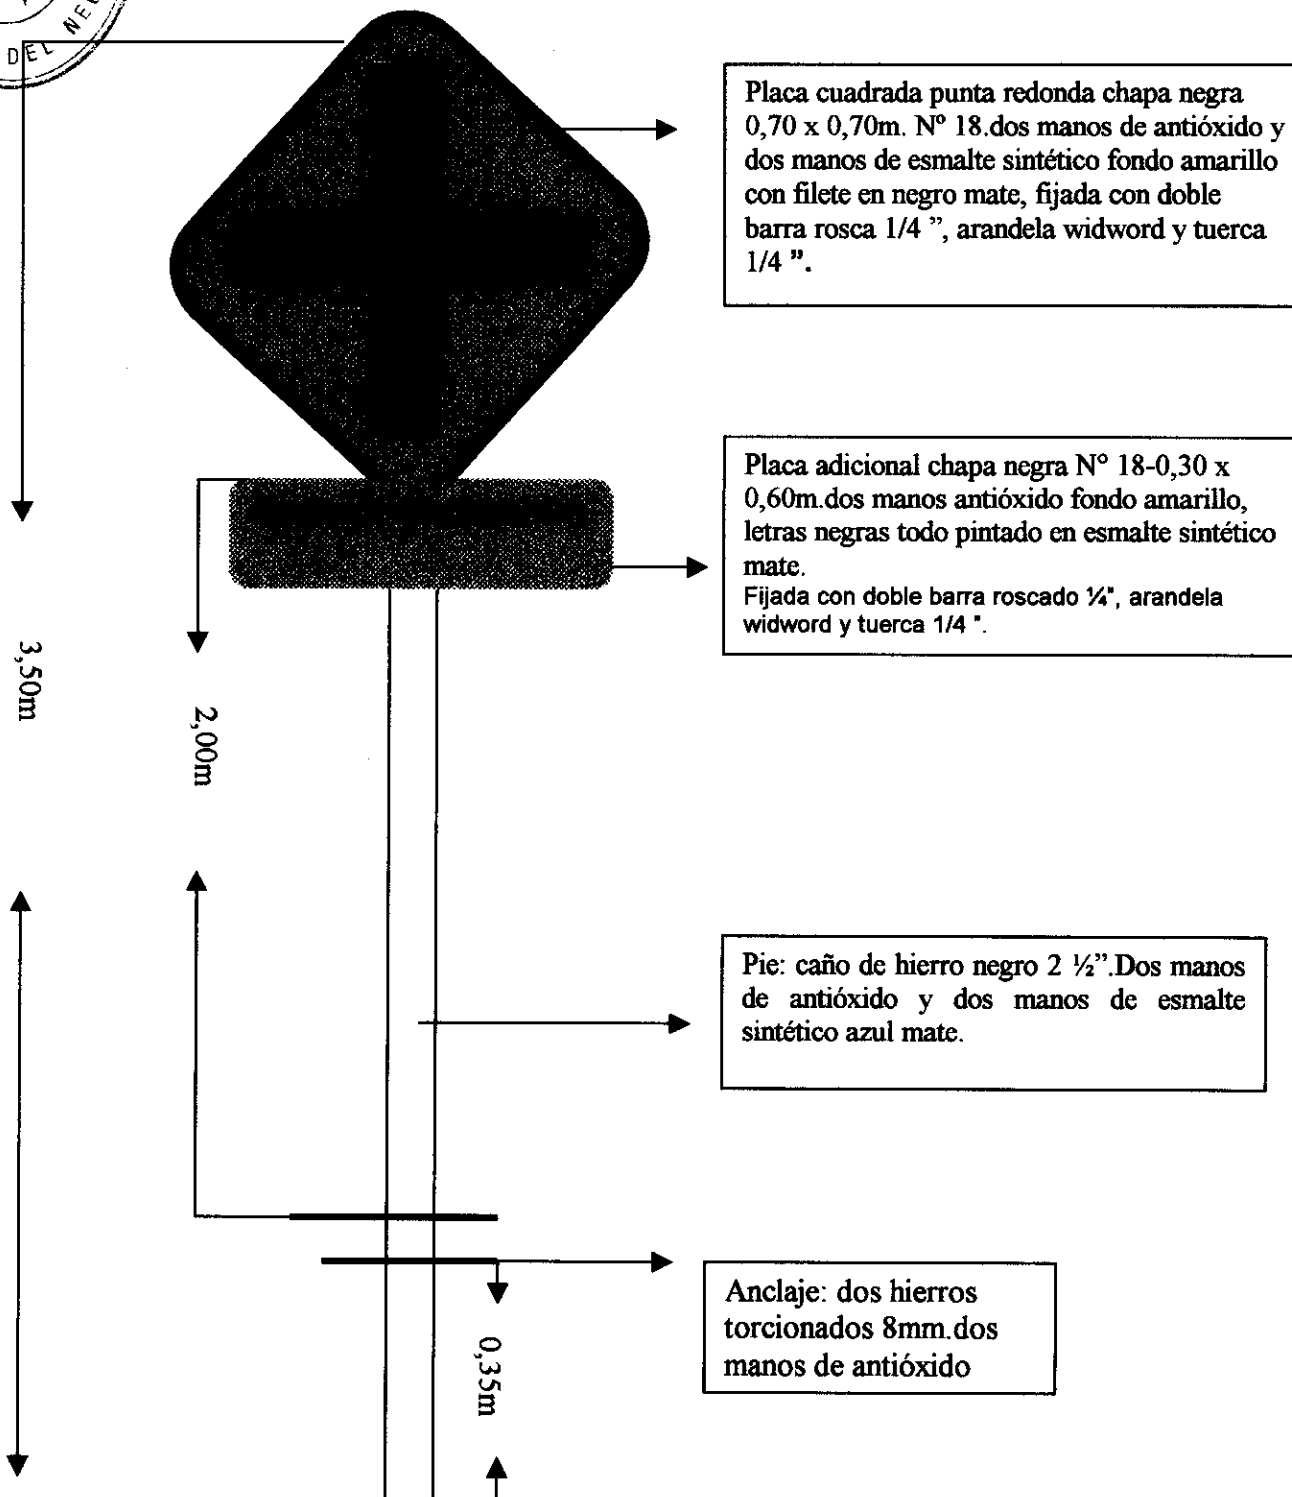 DEL NEU
Placa cuadrada punta redonda chapa negra
0,70 x 0,70m. Nº 18.dos manos de antióxido y
dos manos de esmalte sintético fondo amarillo
con filete en negro mate, fijada con doble
barra rosca 1/4 ”, arandela widword y tuerca
1/4 ”.
Placa adicional chapa negra Nº 18-0,30 x
0,60m.dos manos antióxido fondo amarillo,
letras negras todo pintado en esmalte sintético
mate.
Fijada con doble barra roscado ¼", arandela
widword y tuerca 1/4 ".
3,50m
2,00m
Pie: caño de hierro negro 2 ½”.Dos manos
de antióxido y dos manos de esmalte
sintético azul mate.
Anclaje: dos hierros
torcionados 8mm.dos
manos de antióxido
0,35m